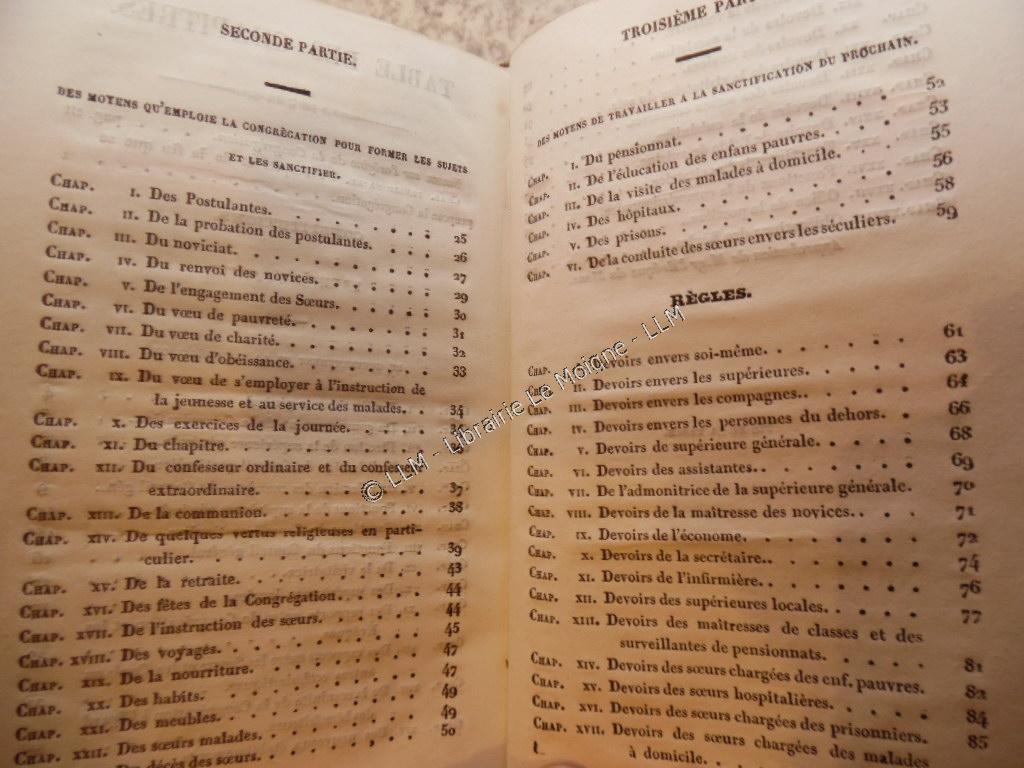 SECONDE PARTIE.
DES MOYENS QU'EMPLOIE LA CONGRÉGATION POUR FORMER LES SUJETS
ET LES SANCTIFIER.
CHAP. I. Des Postulantes. 25
CHAP. II. De la probation des postulantes. 26
CHAP. III. Du noviciat. 27
CHAP. IV. Du renvoi des novices. 29
CHAP. V. De l'engagement des Sœurs. 30
CHAP. VI. Du vœu de pauvreté. 31
CHAP. VII. Du vœu de charité. 32
CHAP. VIII. Du vœu d'obéissance. 33
CHAP. IX. Du vœu de s'employer à l'instruction de
la jeunesse et au service des malades. 34
CHAP. X. Des exercices de la journée.
CHAP. XI. Du chapitre.
CHAP. XII. Du confesseur ordinaire et du
extraordinaire. 37
CHAP. XIII. De la communion. 38
CHAP. XIV. De quelques vertus religieuses en parti-
culier. 39
CHAP. XV. De la retraite. 43
CHAP. XVI. Des fêtes de la Congrégation. 44
CHAP. XVII. De l'instruction des sœurs. 44
CHAP. XVIII. Des voyages. 45
CHAP. XIX. De la nourriture. 47
CHAP. XX. Des habits. 47
CHAP. XXI. Des meubles. 49
CHAP. XXII. Des sœurs malades. 49
décès des sœurs. 50
TROISIÈME
DES MOYENS DE TRAVAILLER A LA SANCTIFICATION DU PROCHAIN.
CHAP. I. Du pensionnat. 52
CHAP. II. De l'éducation des enfans pauvres. 53
CHAP. III. De la visite des malades à domicile. 55
CHAP. IV. Des hôpitaux. 56
CHAP. V. Des prisons. 58
CHAP. VI. De la conduite des sœurs envers les séculiers. 59
RÈGLES.
CHAP. I. Devoirs envers soi-même. 61
CHAP. II. Devoirs envers les supérieures. 63
CHAP. III. Devoirs envers les compagnes. 64
CHAP. IV. Devoirs envers les personnes du dehors. 66
CHAP. V. Devoirs de supérieure générale. 68
CHAP. VI. Devoirs des assistantes. 69
CHAP. VII. De l'admonitrice de la supérieure générale. 70
CHAP. VIII. Devoirs de la maîtresse des novices. 71
CHAP. IX. Devoirs de l'économe. 72
CHAP. X. Devoirs de la secrétaire. 74
CHAP. XI. Devoirs de l'infirmière. 76
CHAP. XII. Devoirs des supérieures locales. 77
CHAP. XIII. Devoirs des maîtresses de classes et des
surveillantes de pensionnats. 81
CHAP. XIV. Devoirs des sœurs chargées des enf. pauvres. 82
CHAP. XV. Devoirs des sœurs hospitalières. 84
CHAP. XVI. Devoirs des sœurs chargées des prisonniers. 85
CHAP. XVII. Devoirs des sœurs chargées des malades
à domicile.
© LLM - Librairie La Moigne - LLM